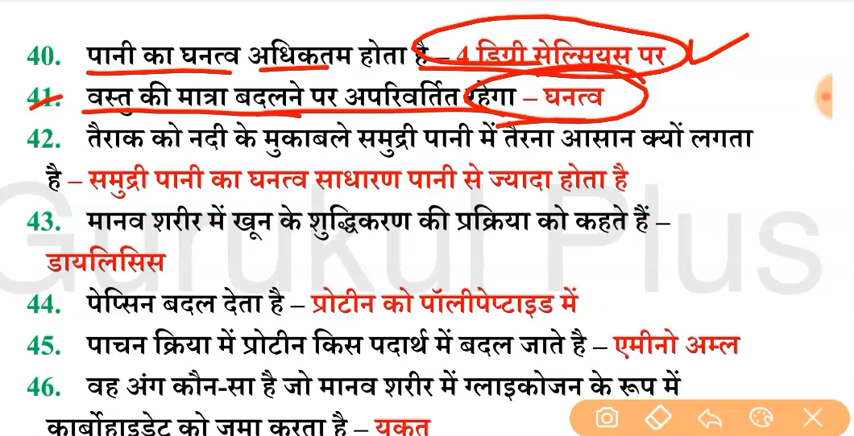 40. पानी का घनत्व अधिकतम होता है – 4 डिग्री सेल्सियस पर
41. वस्तु की मात्रा बदलने पर अपरिवर्तित रहेगा – घनत्व
42. तैराक को नदी के मुकाबले समुद्री पानी में तैरना आसान क्यों लगता
है – समुद्री पानी का घनत्व साधारण पानी से ज्यादा होता है
43. मानव शरीर में खून के शुद्धिकरण की प्रक्रिया को कहते हैं –
Gurukul Plus
डायलिसिस
44. पेप्सिन बदल देता है – प्रोटीन को पॉलीपेप्टाइड में
45. पाचन क्रिया में प्रोटीन किस पदार्थ में बदल जाते है – एमीनो अम्ल
46. वह अंग कौन-सा है जो मानव शरीर में ग्लाइकोजन के रूप में
कार्बोहाइड्रेट को जमा करता है – यकृत